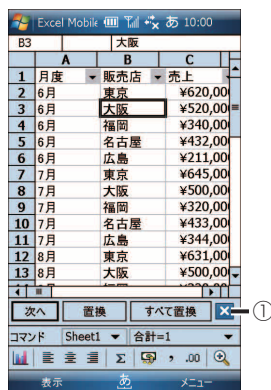 Excel Mobile あ 10:00
B3 大阪
A B C
1 月度 販売店 売上
2 6月 東京 ¥620,00
3 6月 大阪 ¥520,00
4 6月 福岡 ¥340,00
5 6月 名古屋 ¥432,00
6 6月 広島 ¥211,00
7 7月 東京 ¥645,00
8 7月 大阪 ¥500,00
9 7月 福岡 ¥320,00
10 7月 名古屋 ¥433,00
11 7月 広島 ¥344,00
12 8月 東京 ¥631,00
13 8月 大阪 ¥500,00
次へ 置換 すべて置換 ①
コマンド Sheet1 合計=1
Σ , .00
表示 あ メニュー